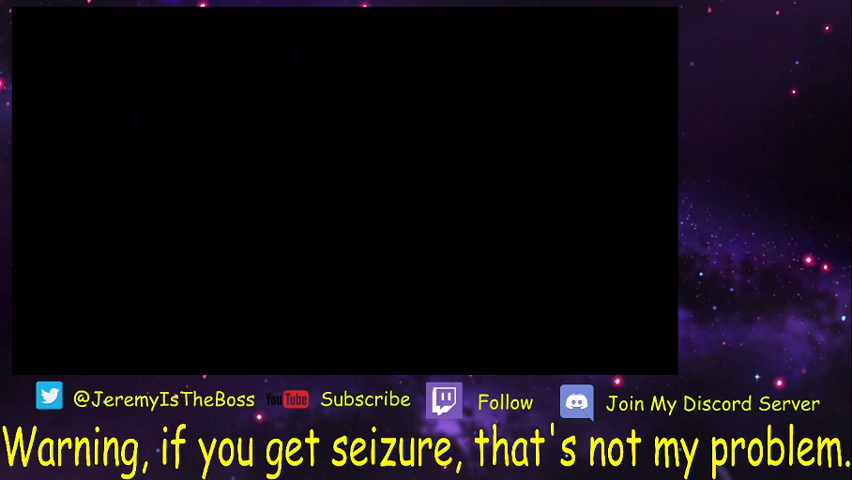 @JeremyIsTheBoss YouTube Subscribe Follow Join My Discord Server
Warning, if you get seizure, that's not my problem.